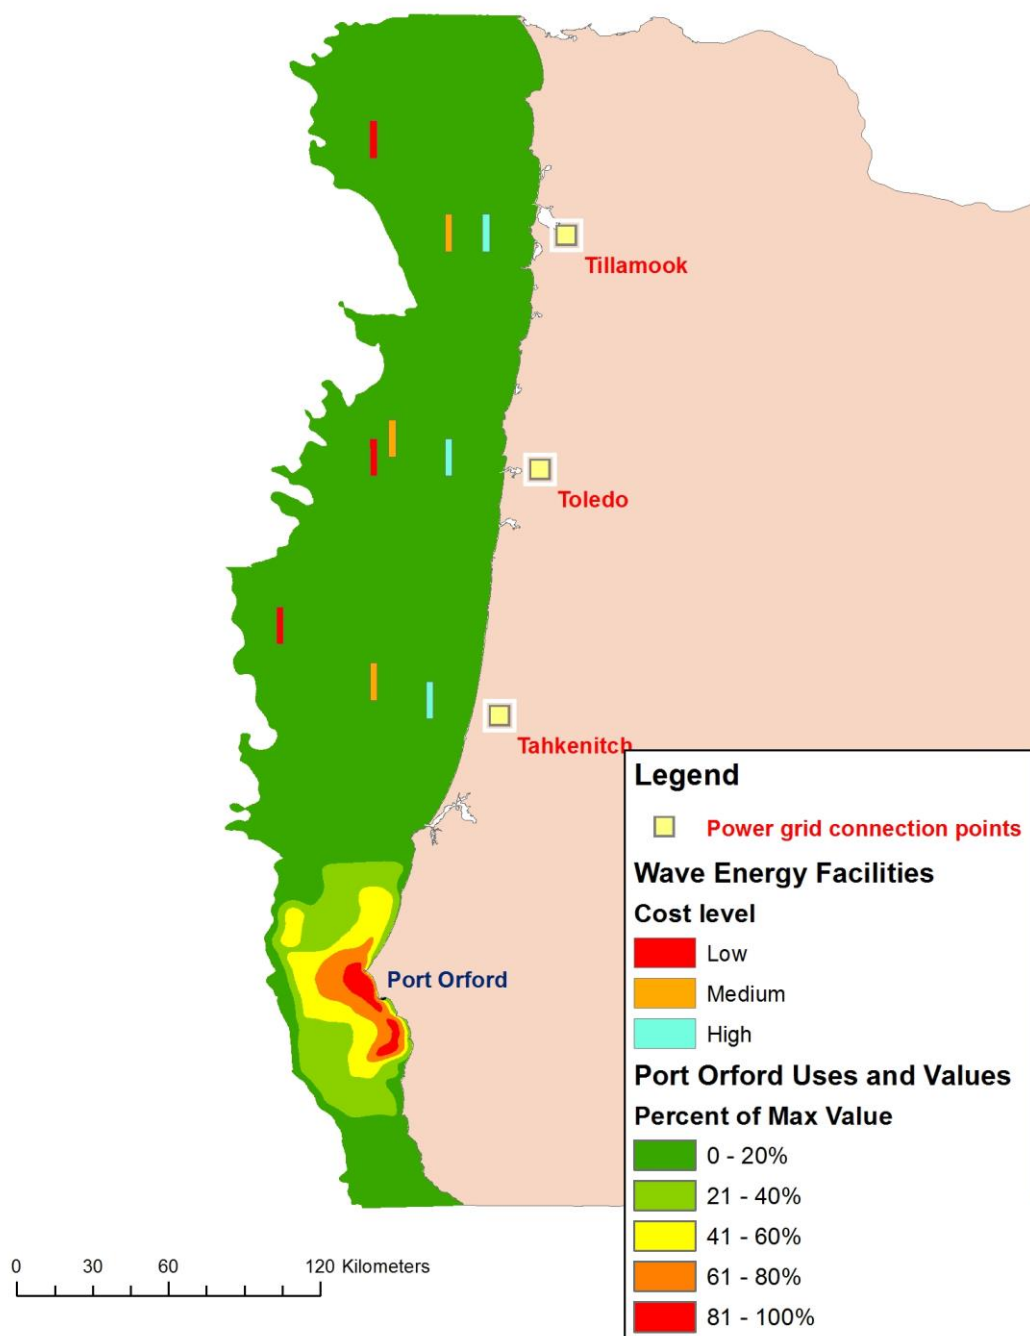 Tillamook
Toledo
Tahkenitch
Port Orford
Legend
Power grid connection points
Wave Energy Facilities
Cost level
Low
Medium
High
Port Orford Uses and Values
Percent of Max Value
0 - 20%
21 - 40%
41 - 60%
61 - 80%
81 - 100%
0 30 60 120 Kilometers